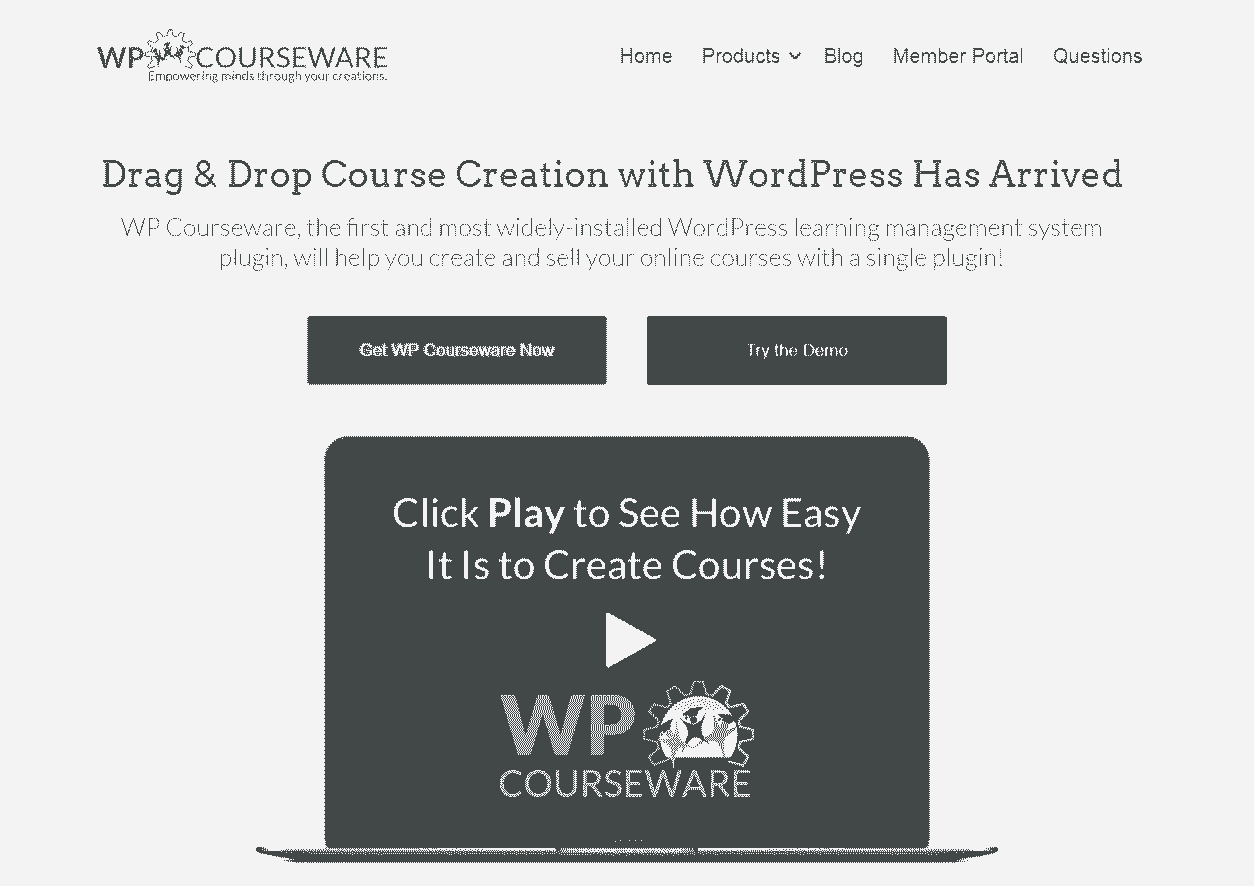 WP COURSEWARE
Empowering minds through your creations.
Home Products Blog Member Portal Questions
Drag & Drop Course Creation with WordPress Has Arrived
WP Courseware, the first and most widely-installed WordPress learning management system
plugin, will help you create and sell your online courses with a single plugin!
Get WP Courseware Now
Try the Demo
Click Play to See How Easy
It Is to Create Courses!
WP
COURSEWARE